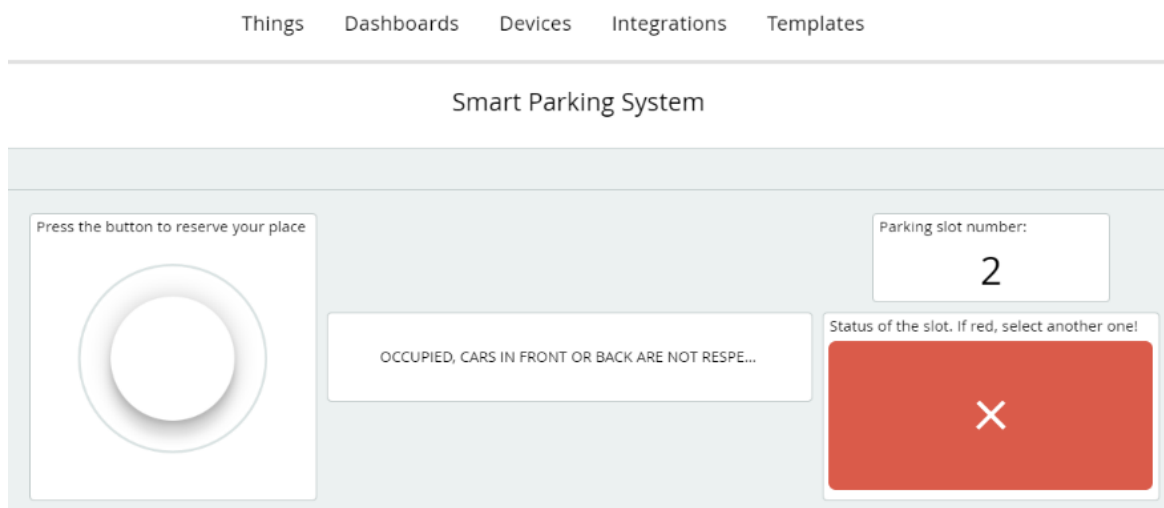 Things Dashboards Devices Integrations Templates
Smart Parking System
Press the button to reserve your place
OCCUPIED, CARS IN FRONT OR BACK ARE NOT RESPE...
Parking slot number:
2
Status of the slot. If red, select another one!